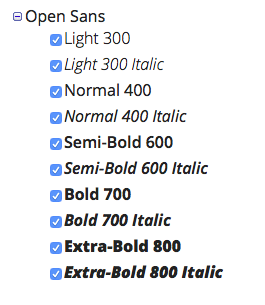 Open Sans
Light 300
Light 300 Italic
Normal 400
Normal 400 Italic
Semi-Bold 600
Semi-Bold 600 Italic
Bold 700
Bold 700 Italic
Extra-Bold 800
Extra-Bold 800 Italic